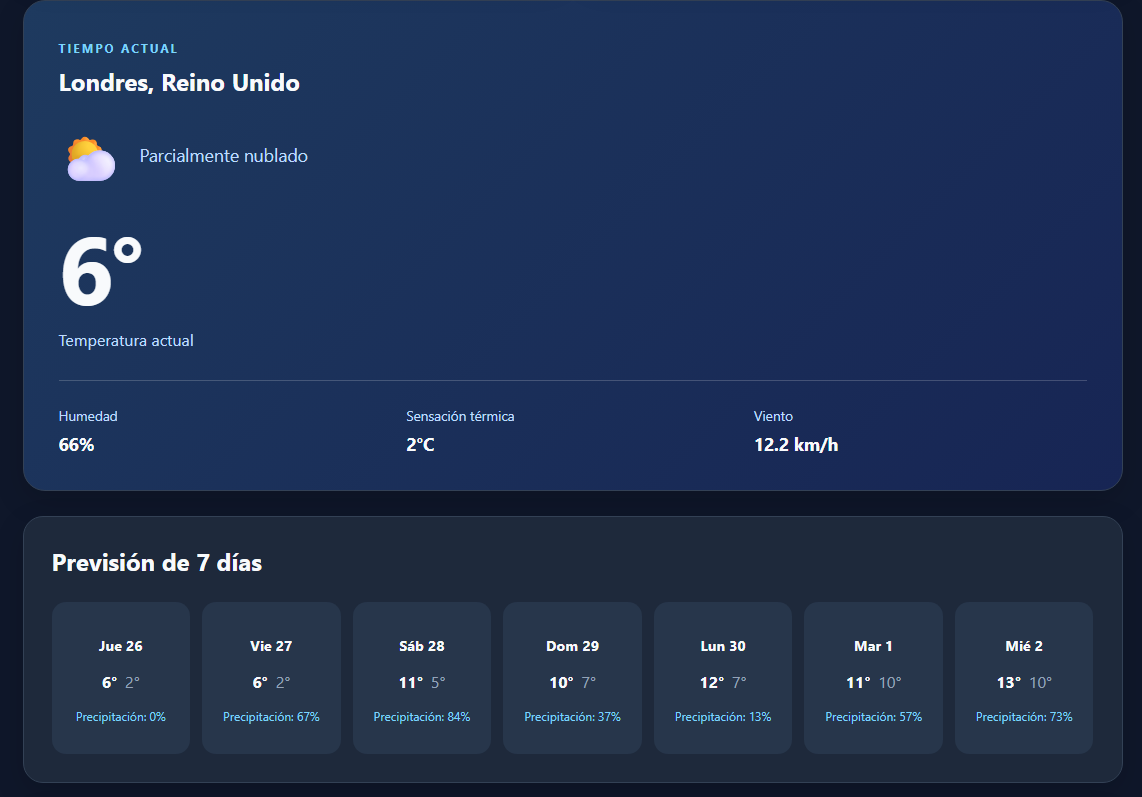 TIEMPO ACTUAL
Londres, Reino Unido
Parcialmente nublado
6°
Temperatura actual
Humedad Sensación térmica Viento
66% 2°C 12.2 km/h
Previsión de 7 días
Jue 26 Vie 27 Sáb 28 Dom 29 Lun 30 Mar 1 Mié 2
6° 2° 6° 2° 11° 5° 10° 7° 12° 7° 11° 10° 13° 10°
Precipitación: 0% Precipitación: 67% Precipitación: 84% Precipitación: 37% Precipitación: 13% Precipitación: 57% Precipitación: 73%